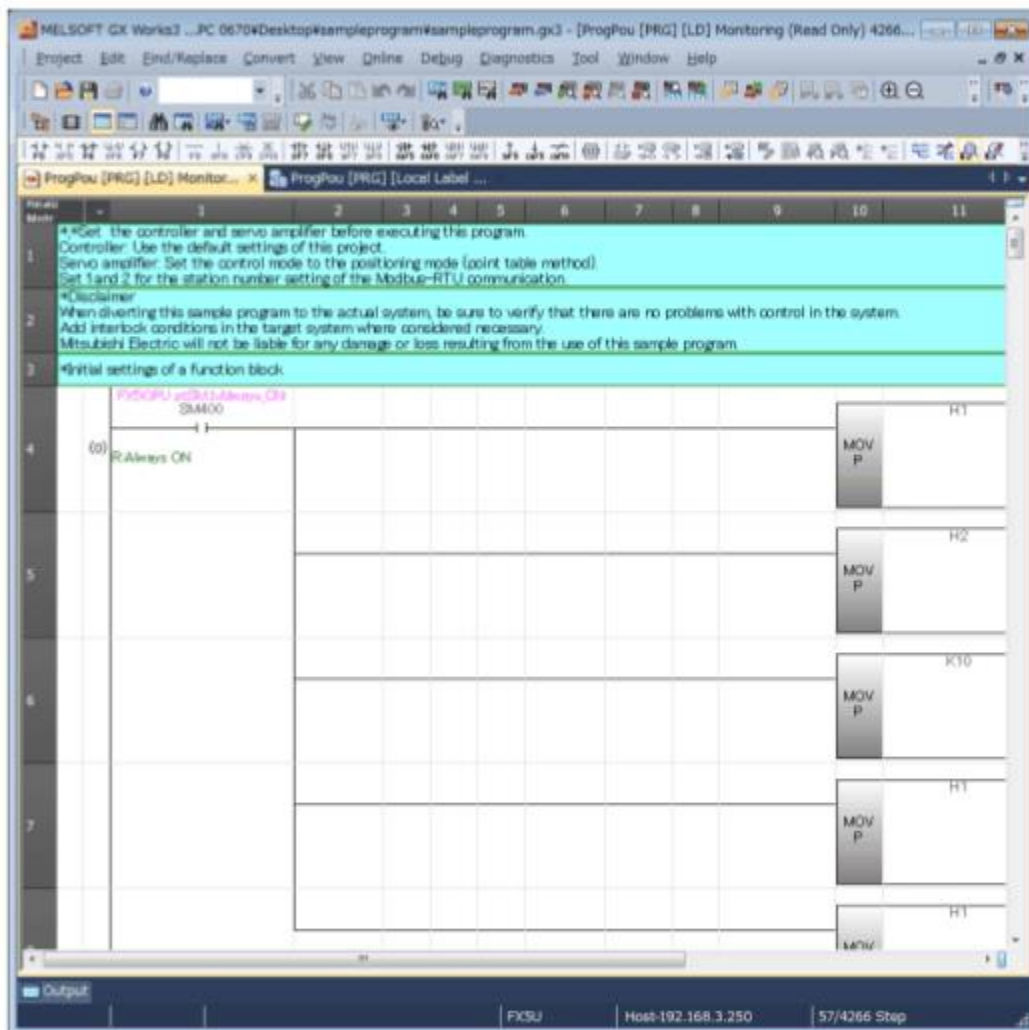 MELSOFT GX Works3 ...PC 0670¥Desktop¥sampleprogram¥sampleprogram.gx3 - [ProgPou [PRG] [LD] Monitoring (Read Only) 4266...
Project Edit Find/Replace Convert View Online Debug Diagnostics Tool Window Help
ProgPou [PRG] [LD] Monitor... ProgPou [PRG] [Local Label ...
1 2 3 4 5 6 7 8 9 10 11
1 *.*Set the controller and servo amplifier before executing this program.
Controller: Use the default settings of this project.
Servo amplifier: Set the control mode to the positioning mode (point table method).
Set 1and 2 for the station number setting of the Modbus-RTU communication.
2 *Disclaimer
When diverting this sample program to the actual system, be sure to verify that there are no problems with control in the system.
Add interlock conditions in the target system where considered necessary.
Mitsubishi Electric will not be liable for any damage or loss resulting from the use of this sample program.
3 *Initial settings of a function block
SM400
H1
4 (0) R:Always ON
MOV
P
H2
5
MOV
P
K10
6
MOV
P
H1
7
MOV
P
H1
MOV
Output
FX5U Host-192.168.3.250 57/4266 Step